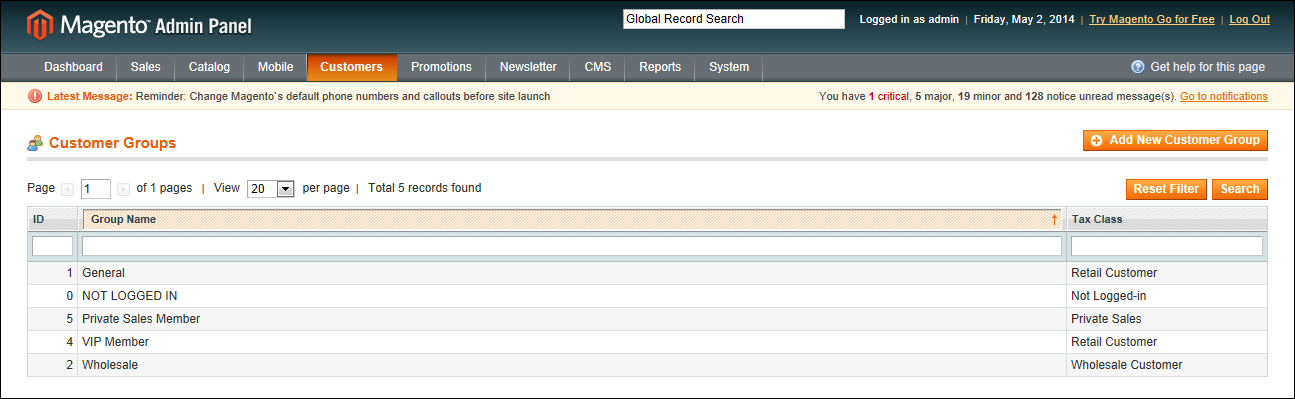 Magento™ Admin Panel
Global Record Search
Logged in as admin | Friday, May 2, 2014 | Try Magento Go for Free | Log Out
Dashboard Sales Catalog Mobile Customers Promotions Newsletter CMS Reports System Get help for this page
Latest Message: Reminder: Change Magento`s default phone numbers and callouts before site launch You have 1 critical, 5 major, 19 minor and 128 notice unread message(s). Go to notifications
Customer Groups Add New Customer Group
Page 1 of 1 pages | View 20 per page | Total 5 records found Reset Filter Search
ID Group Name Tax Class
1 General Retail Customer
0 NOT LOGGED IN Not Logged-in
5 Private Sales Member Private Sales
4 VIP Member Retail Customer
2 Wholesale Wholesale Customer